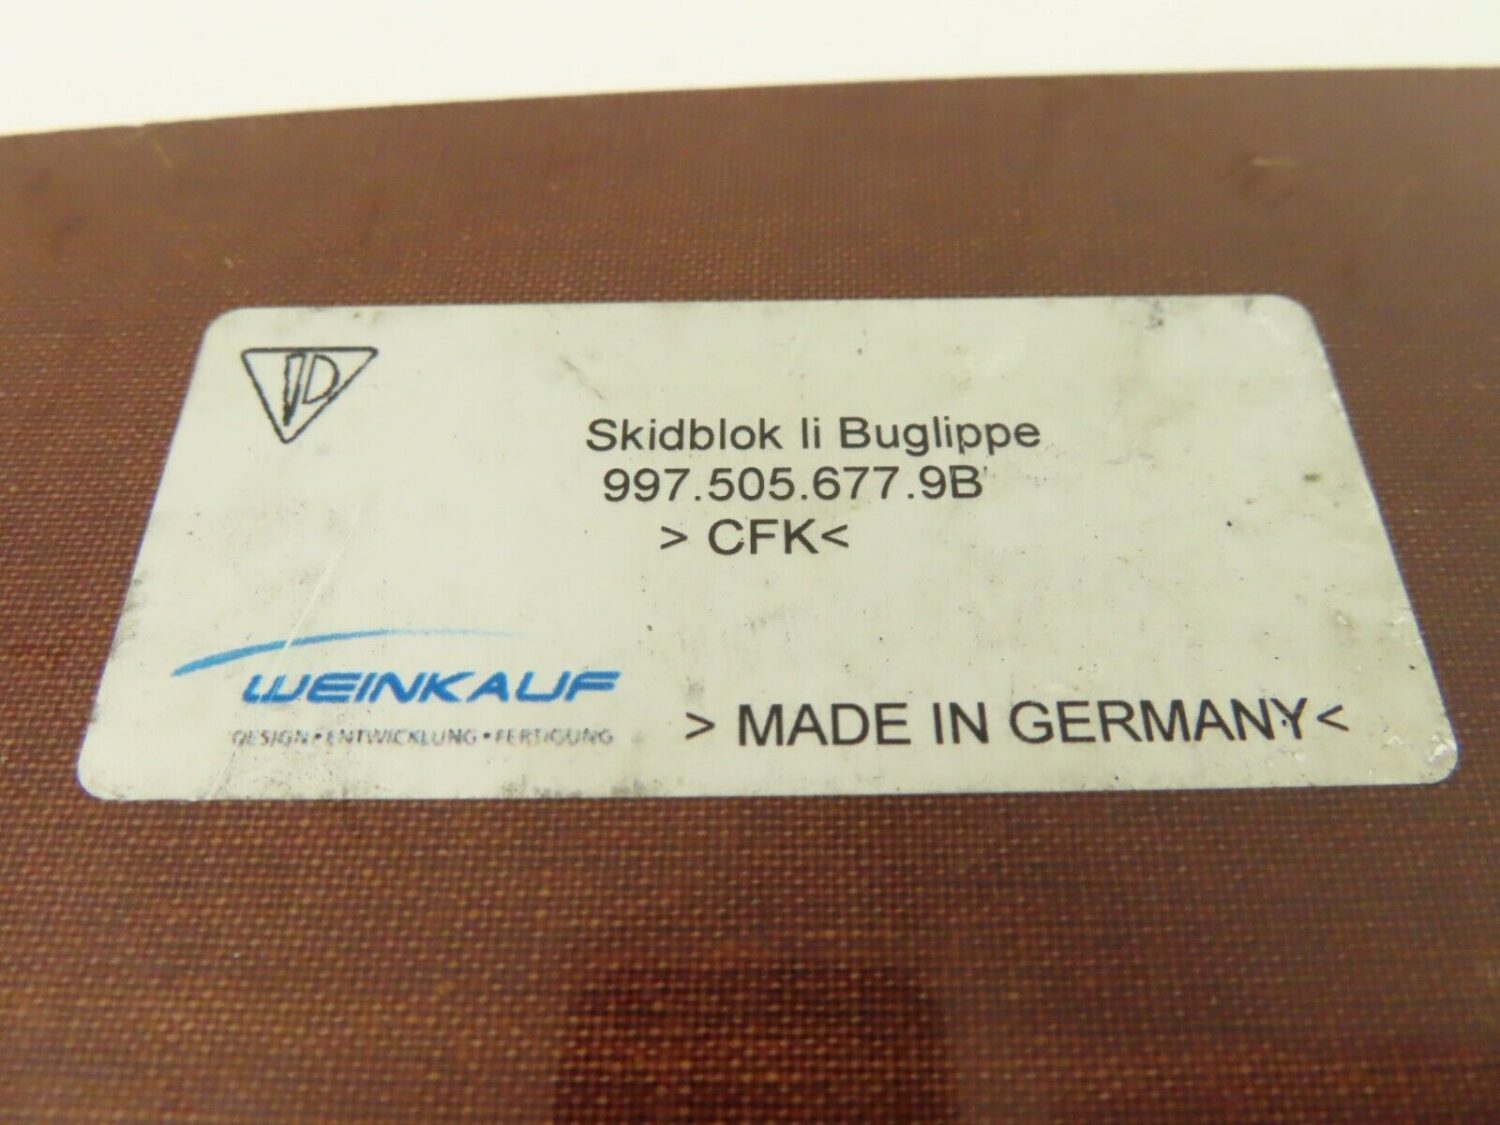 Skidblok li Buglippe
997.505.677.9B
> CFK<
WEINKAUF
DESIGN • ENTWICKLUNG • FERTIGUNG
> MADE IN GERMANY<